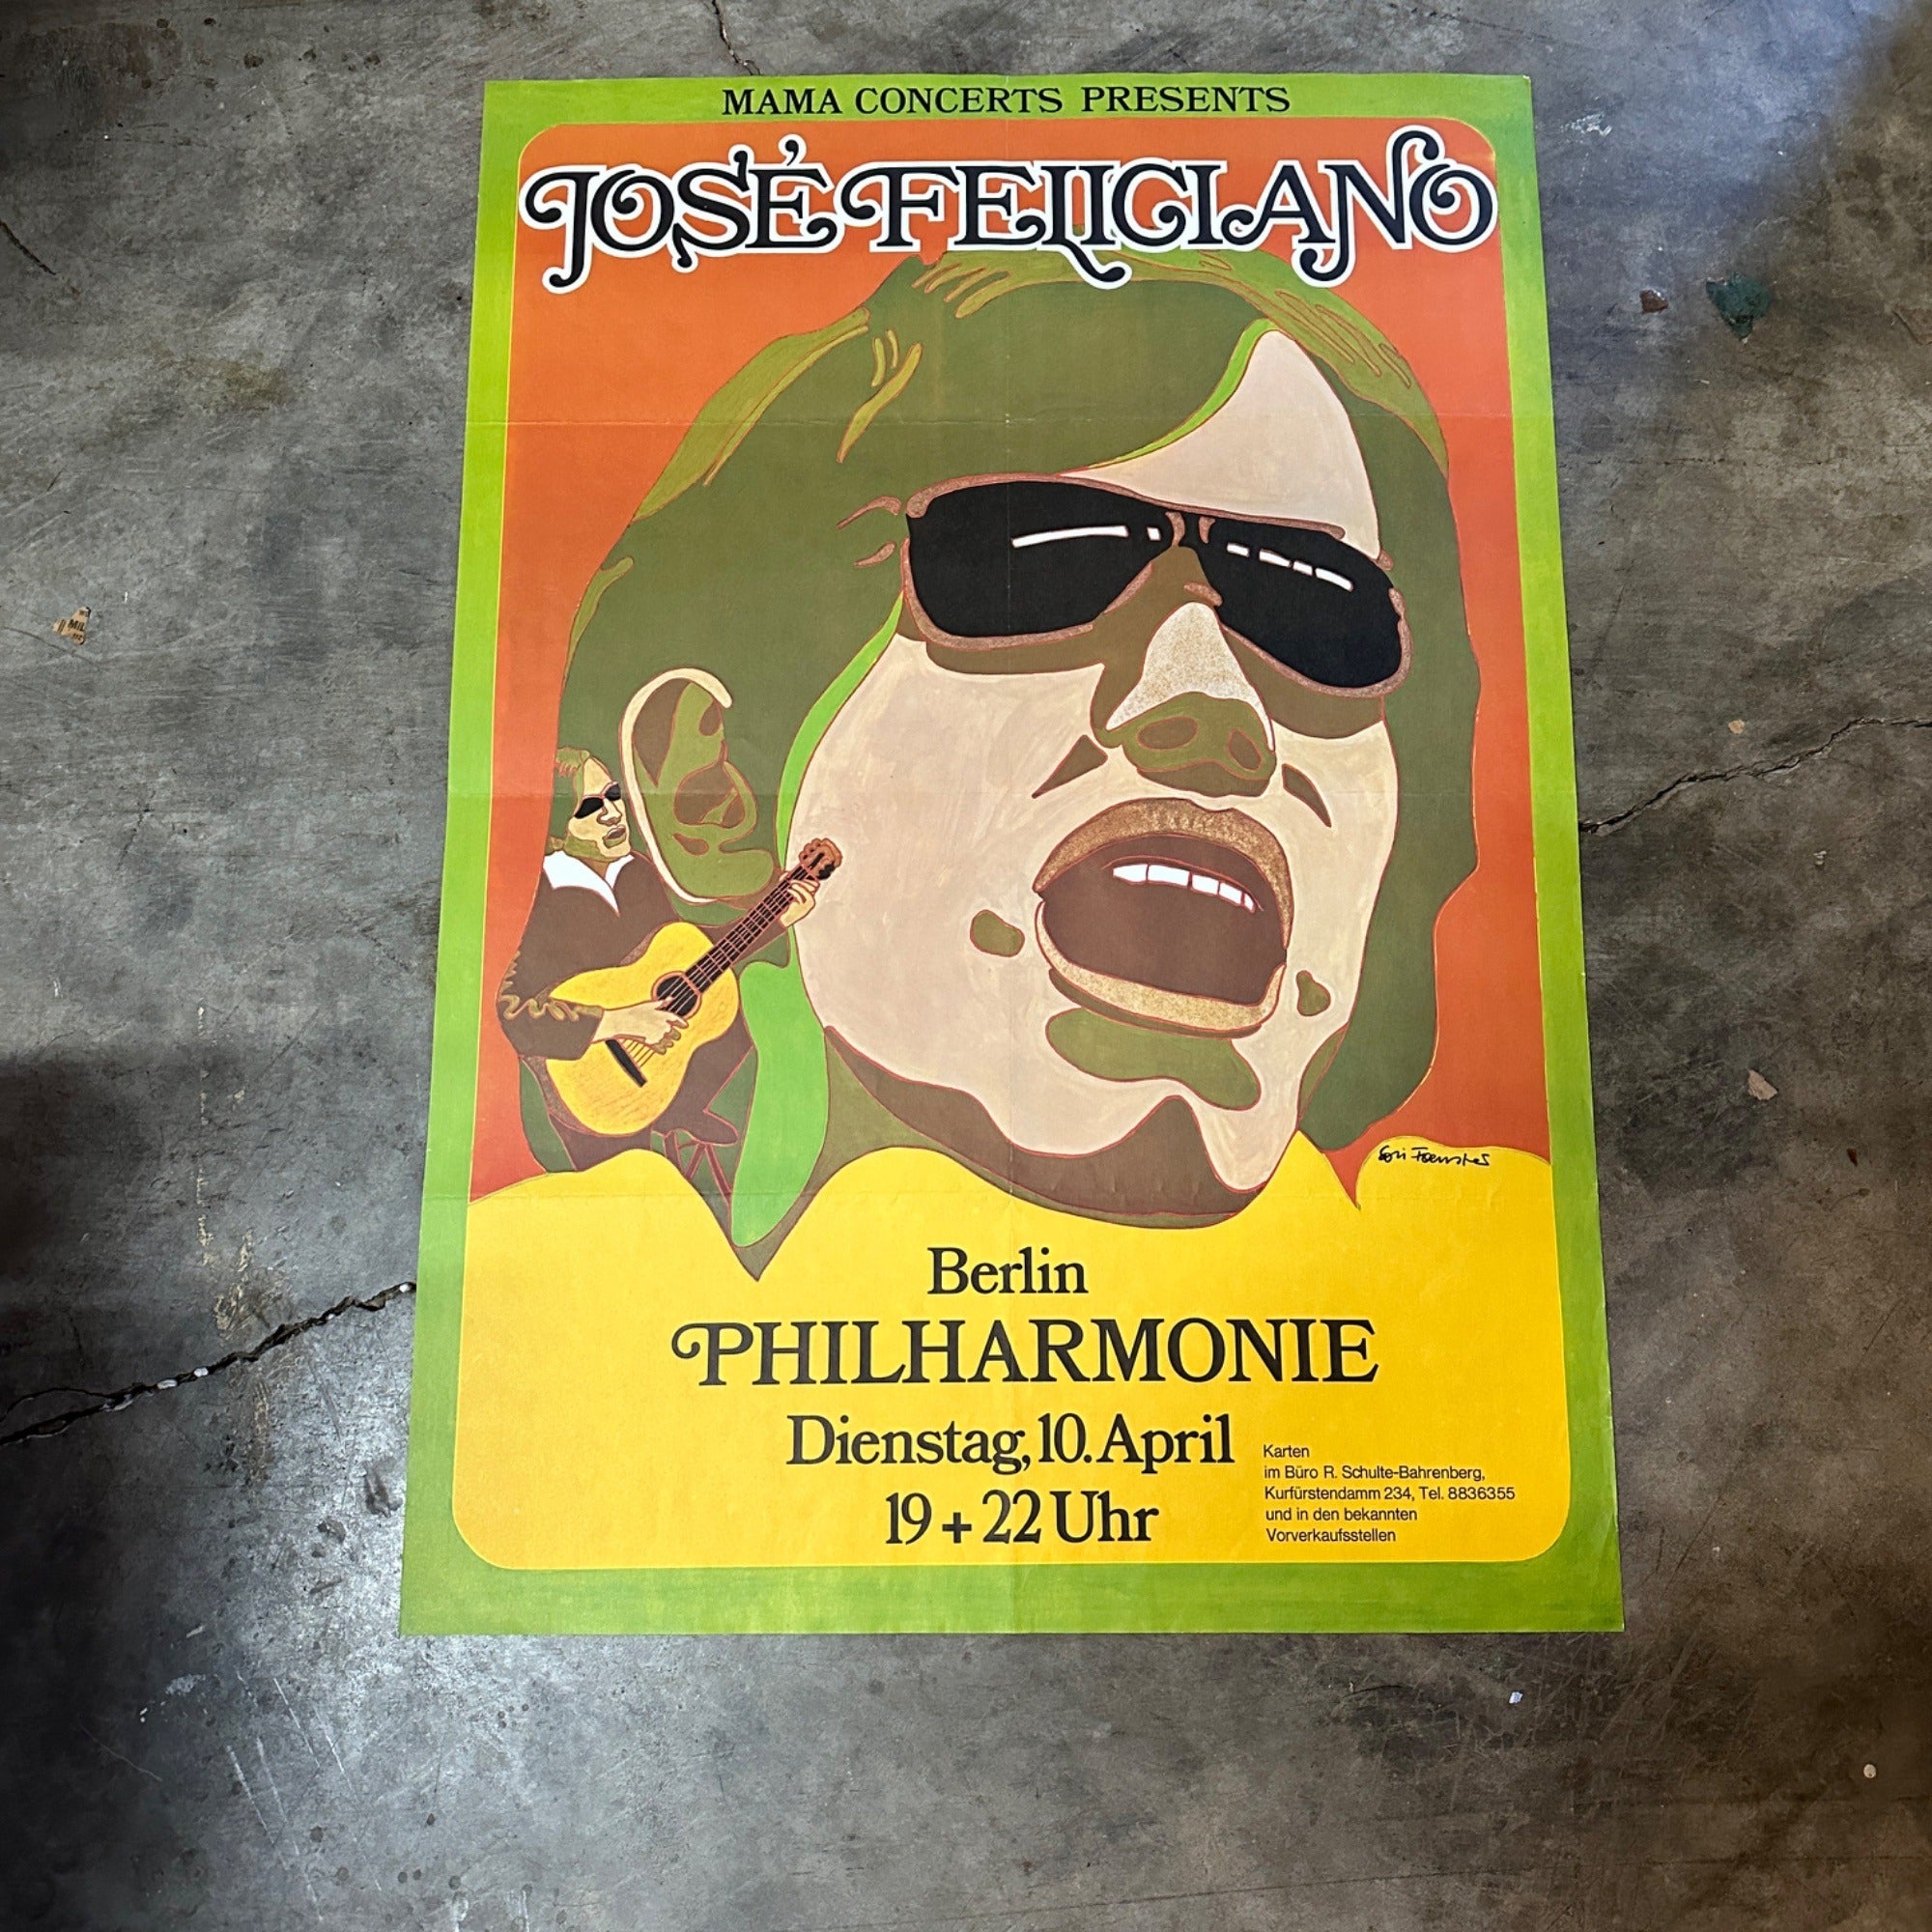 MAMA CONCERTS PRESENTS
JOSÉ FELICIANO
Berlin
PHILHARMONIE
Dienstag, 10. April
19 + 22 Uhr
Karten
im Büro R. Schulte-Bahrenberg,
Kurfürstendamm 234, Tel. 8836355
und in den bekannten
Vorverkaufsstellen